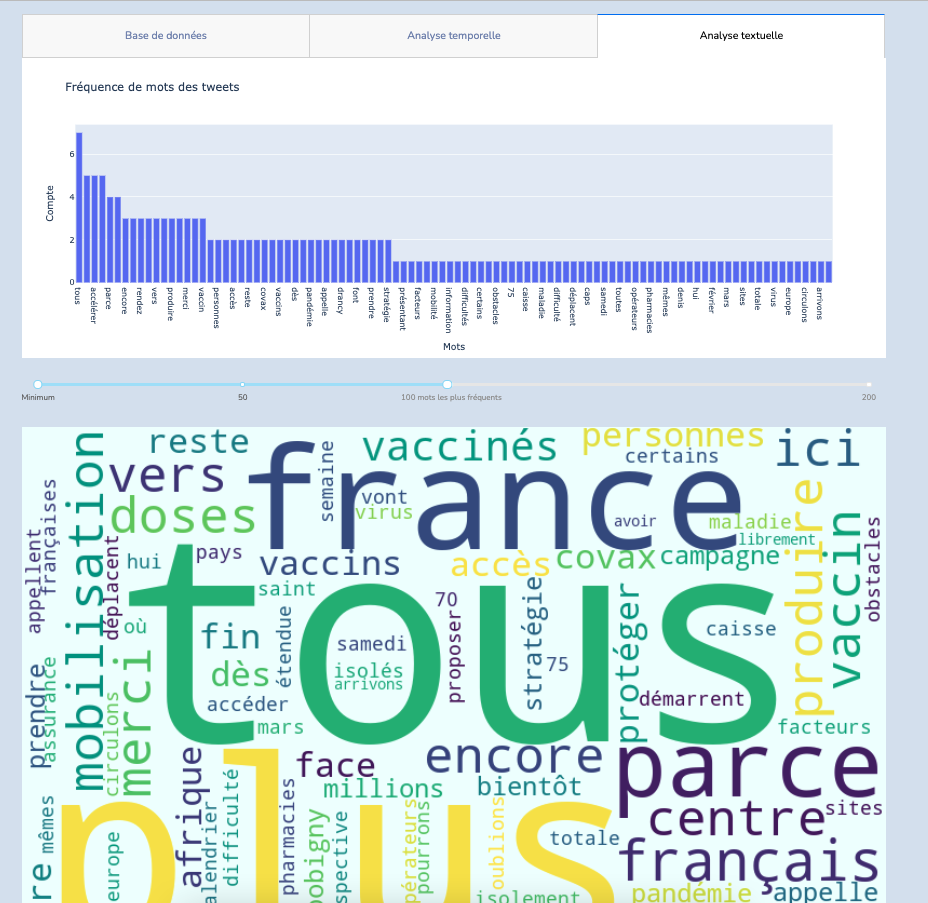 Base de données
Analyse temporelle
Analyse textuelle
Fréquence de mots des tweets
Compte
6
4
2
0
tous
accélérer
parce
encore
rendez
vers
produire
merci
vaccin
personnes
accès
reste
covax
vaccins
dès
pandémie
appelle
drancy
font
prendre
stratégie
présentant
facteurs
mobilité
information
difficultés
certains
obstacles
75
caisse
maladie
difficulté
déplacent
caps
samedi
toutes
opérateurs
pharmacies
mêmes
denis
hui
février
mars
sites
totale
virus
europe
circulons
arrivons
Mots
Minimum
50
100 mots les plus fréquents
200
reste
vaccinés
personnes
certains
ici
vers
france
semaine
vont
virus
doses
avoir
maladie
librement
mobilisation
françaises
appellent
déplacent
hui
pays
vaccins
accès
covax
campagne
produire
vaccin
obstacles
saint
tous
70
où
fin
étendue
samedi
proposer
stratégie
75
protéger
caisse
dès
isolés
arrivons
accéder
démarrent
prendre
assurance
circulons
merci
mars
facteurs
afrique
face
encore
parce
millions
bientôt
centre
sites
mêmes
plus
difficulté
pharmacies
bobigny
pourrons
oublions
totale
français
europe
isolement
pandémie
appelle